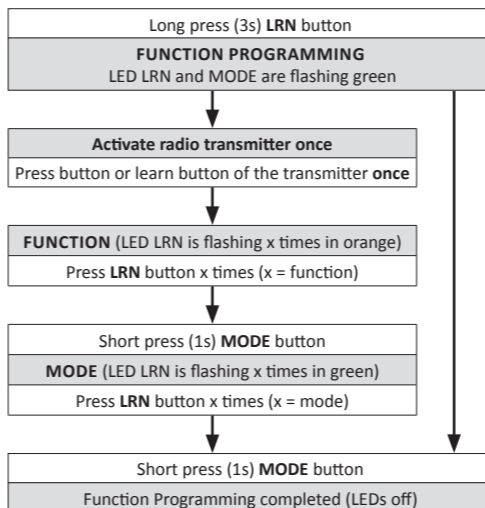 Long press (3s) LRN button
FUNCTION PROGRAMMING
LED LRN and MODE are flashing green
Activate radio transmitter once
Press button or learn button of the transmitter once
FUNCTION (LED LRN is flashing x times in orange)
Press LRN button x times (x = function)
Short press (1s) MODE button
MODE (LED LRN is flashing x times in green)
Press LRN button x times (x = mode)
Short press (1s) MODE button
Function Programming completed (LEDs off)